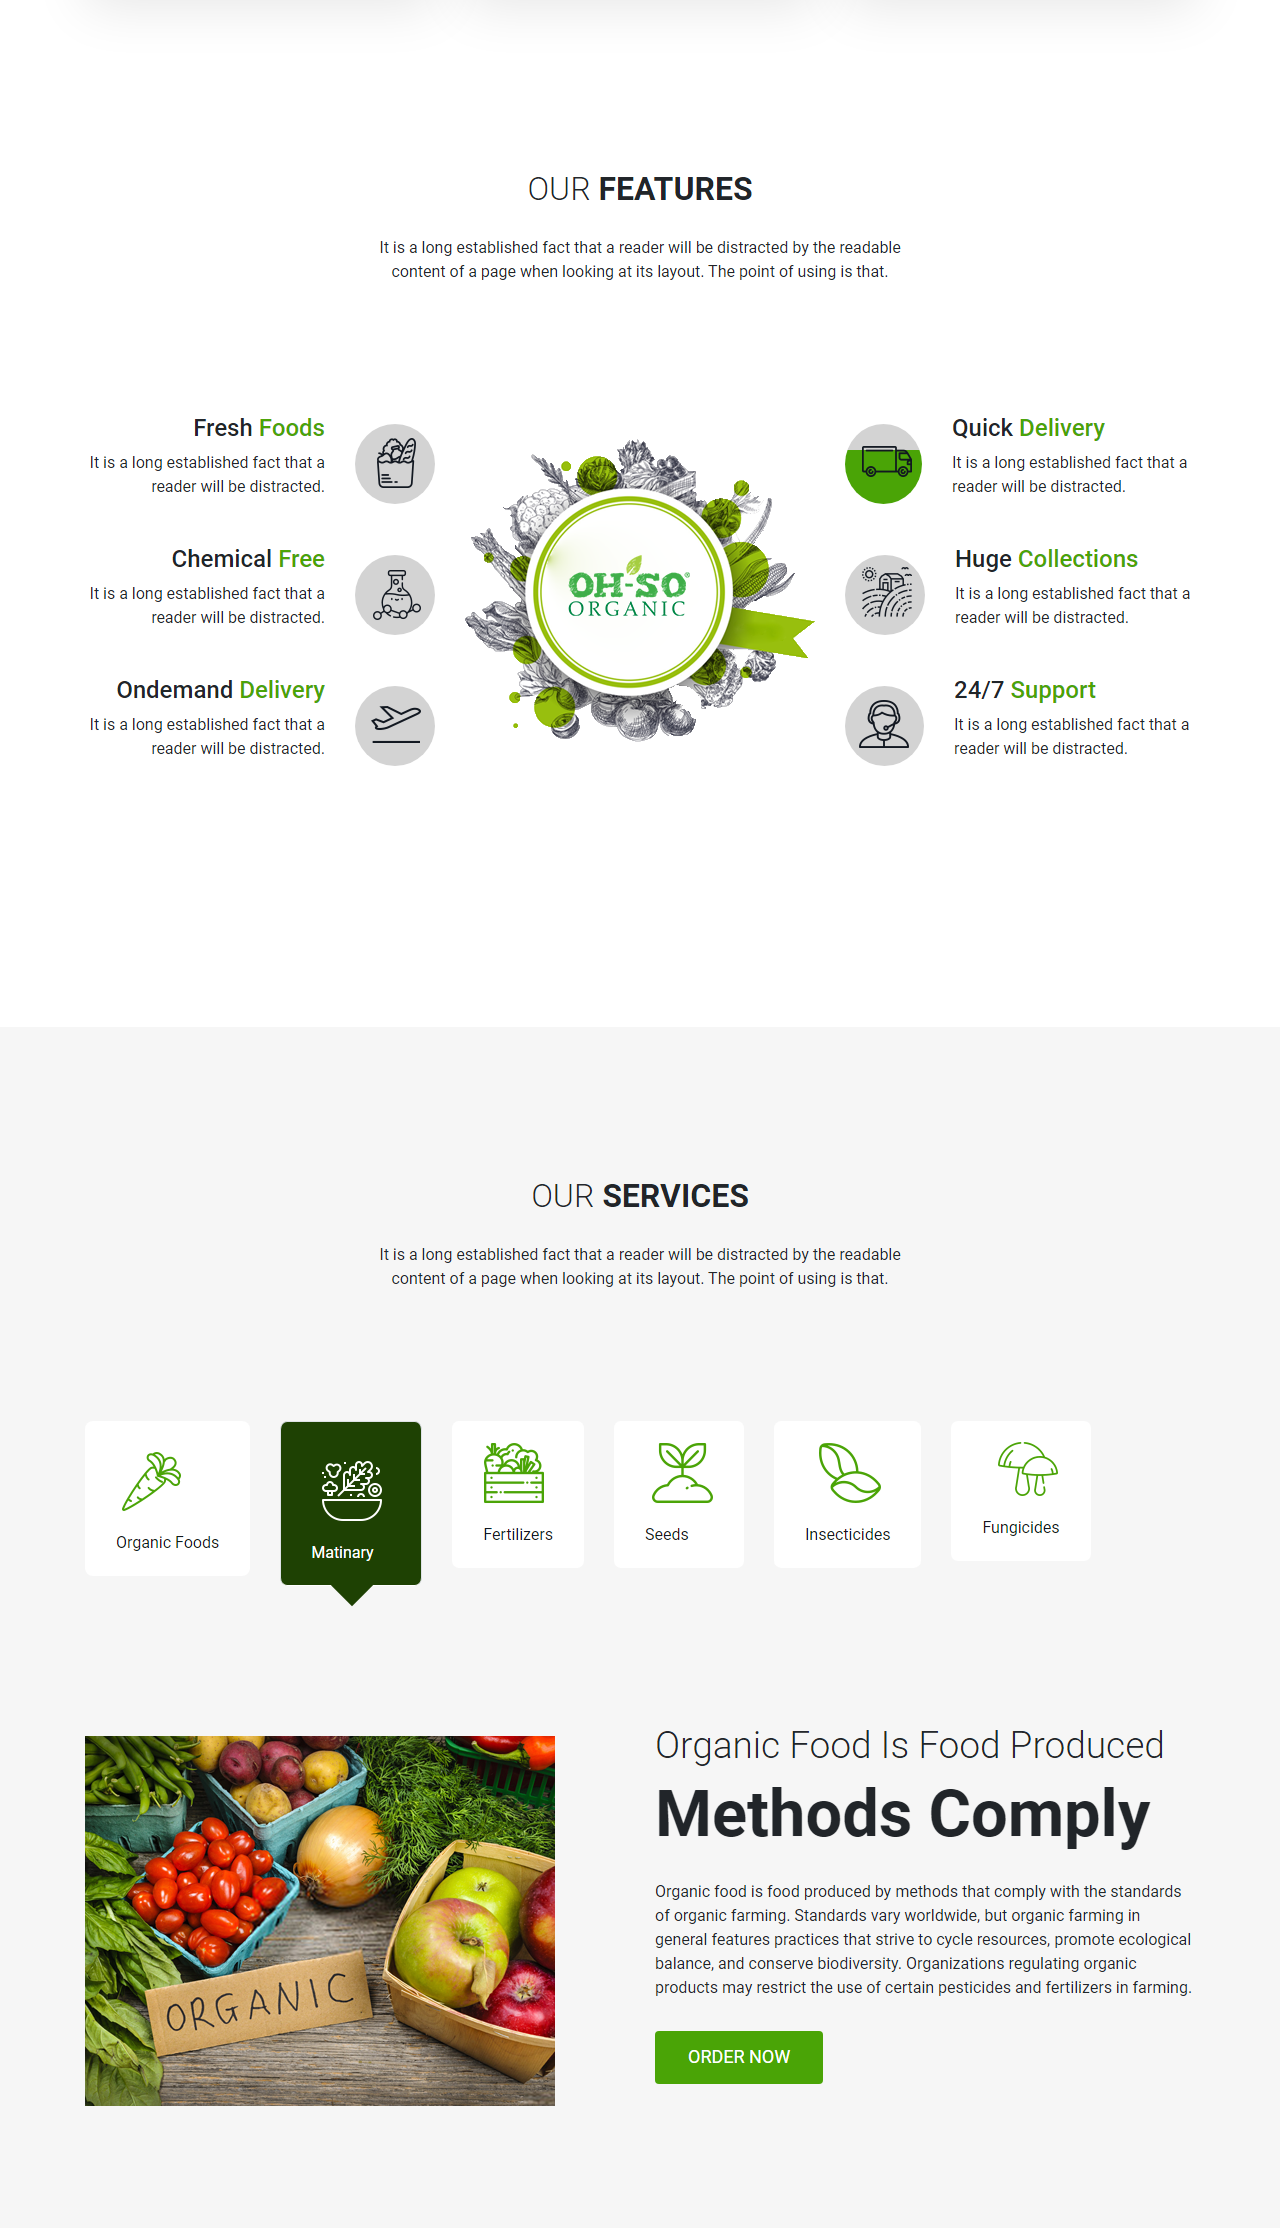 OUR FEATURES
It is a long established fact that a reader will be distracted by the readable
content of a page when looking at its layout. The point of using is that.
Fresh Foods
It is a long established fact that a
reader will be distracted.
Chemical Free
It is a long established fact that a
reader will be distracted.
Ondemand Delivery
It is a long established fact that a
reader will be distracted.
OH-SO®
ORGANIC
Quick Delivery
It is a long established fact that a
reader will be distracted.
Huge Collections
It is a long established fact that a
reader will be distracted.
24/7 Support
It is a long established fact that a
reader will be distracted.
OUR SERVICES
It is a long established fact that a reader will be distracted by the readable
content of a page when looking at its layout. The point of using is that.
Organic Foods
Matinary
Fertilizers
Seeds
Insecticides
Fungicides
ORGANIC
Organic Food Is Food Produced
Methods Comply
Organic food is food produced by methods that comply with the standards
of organic farming. Standards vary worldwide, but organic farming in
general features practices that strive to cycle resources, promote ecological
balance, and conserve biodiversity. Organizations regulating organic
products may restrict the use of certain pesticides and fertilizers in farming.
ORDER NOW